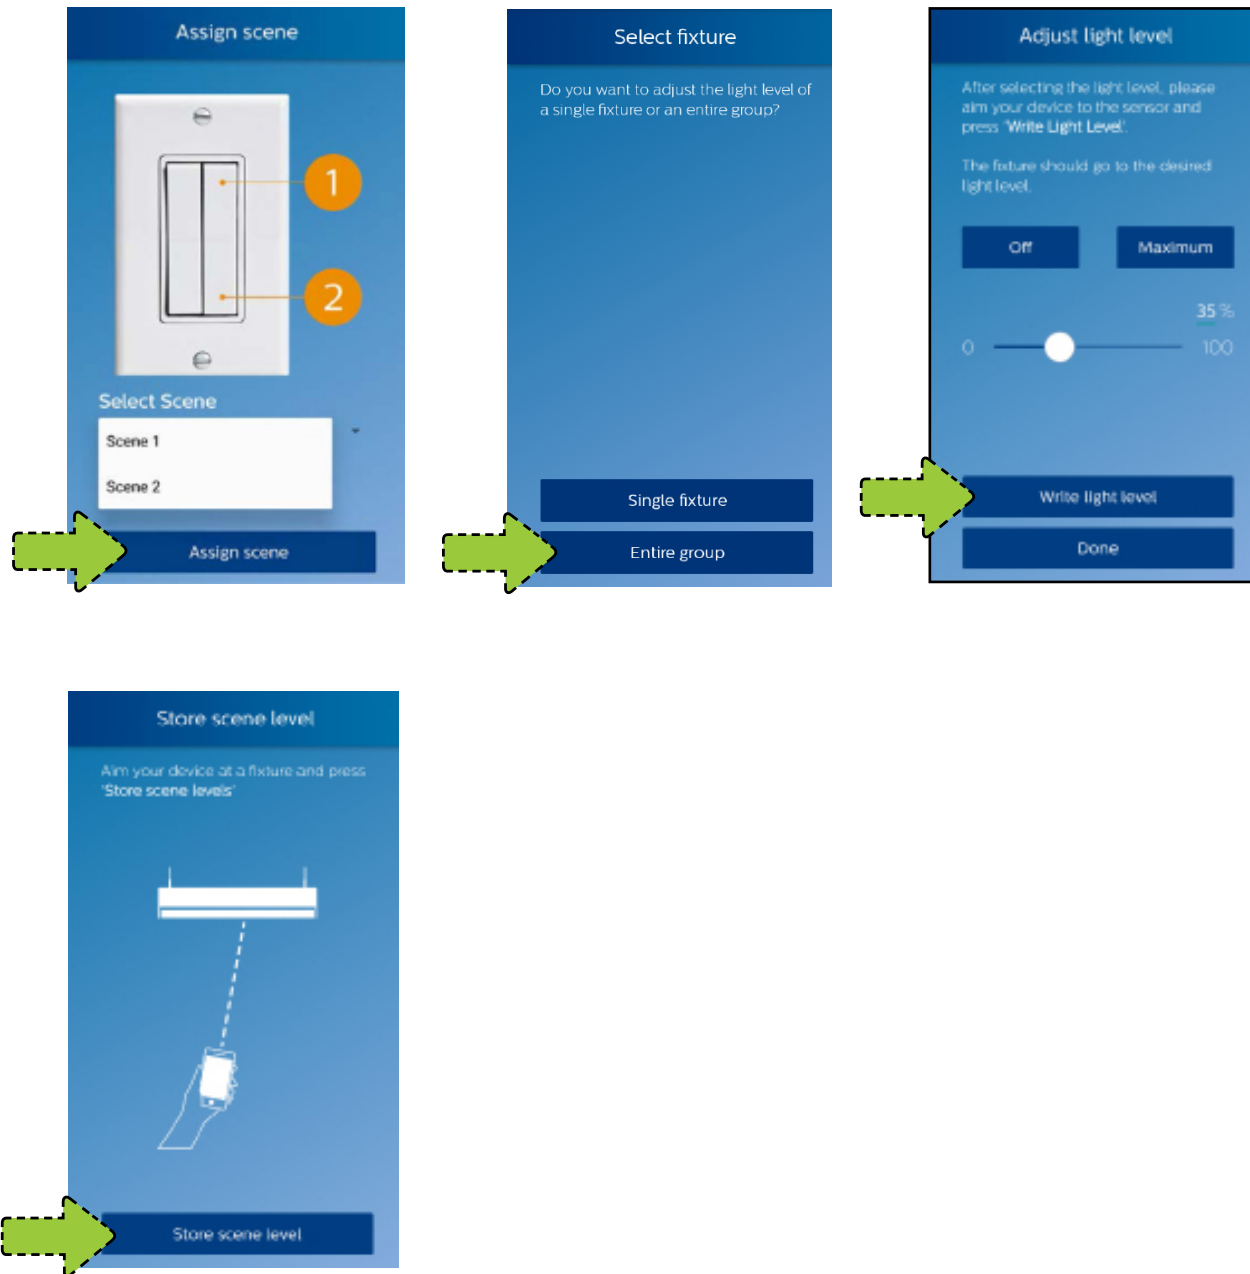 Assign scene
1
2
Select Scene
Scene 1
Scene 2
Assign scene
Select fixture
Do you want to adjust the light level of
a single fixture or an entire group?
Single fixture
Entire group
Adjust light level
After selecting the light level, please
aim your device to the sensor and
press 'Write Light Level'.
The fixture should go to the desired
light level.
Off
Maximum
35 %
0
100
Write light level
Done
Store scene level
Aim your device at a fixture and press
'Store scene levels'
Store scene level